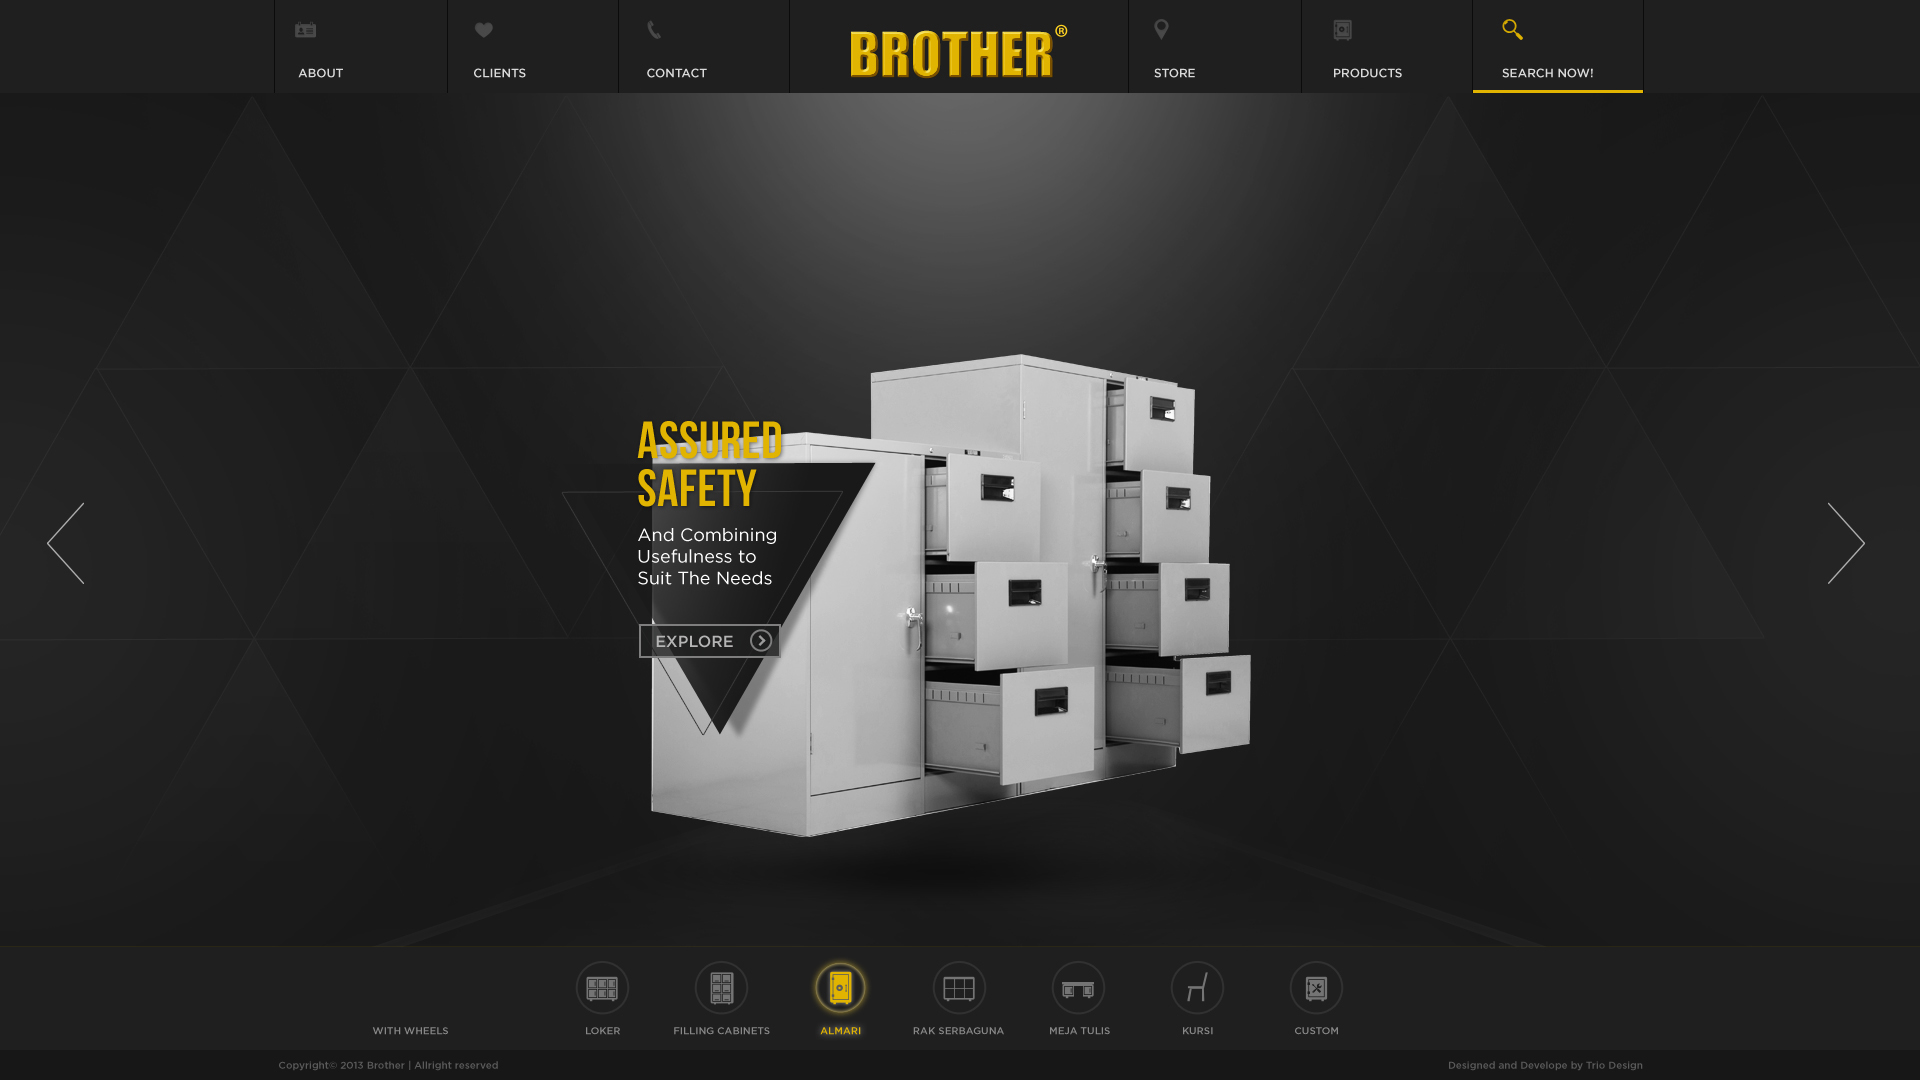 ABOUT
CLIENTS
CONTACT
BROTHER®
STORE
PRODUCTS
SEARCH NOW!
ASSURED
SAFETY
And Combining
Usefulness to
Suit The Needs
EXPLORE
WITH WHEELS
LOKER
FILLING CABINETS
ALMARI
RAK SERBAGUNA
MEJA TULIS
KURSI
CUSTOM
Copyright© 2013 Brother | Allright reserved
Designed and Develope by Trio Design